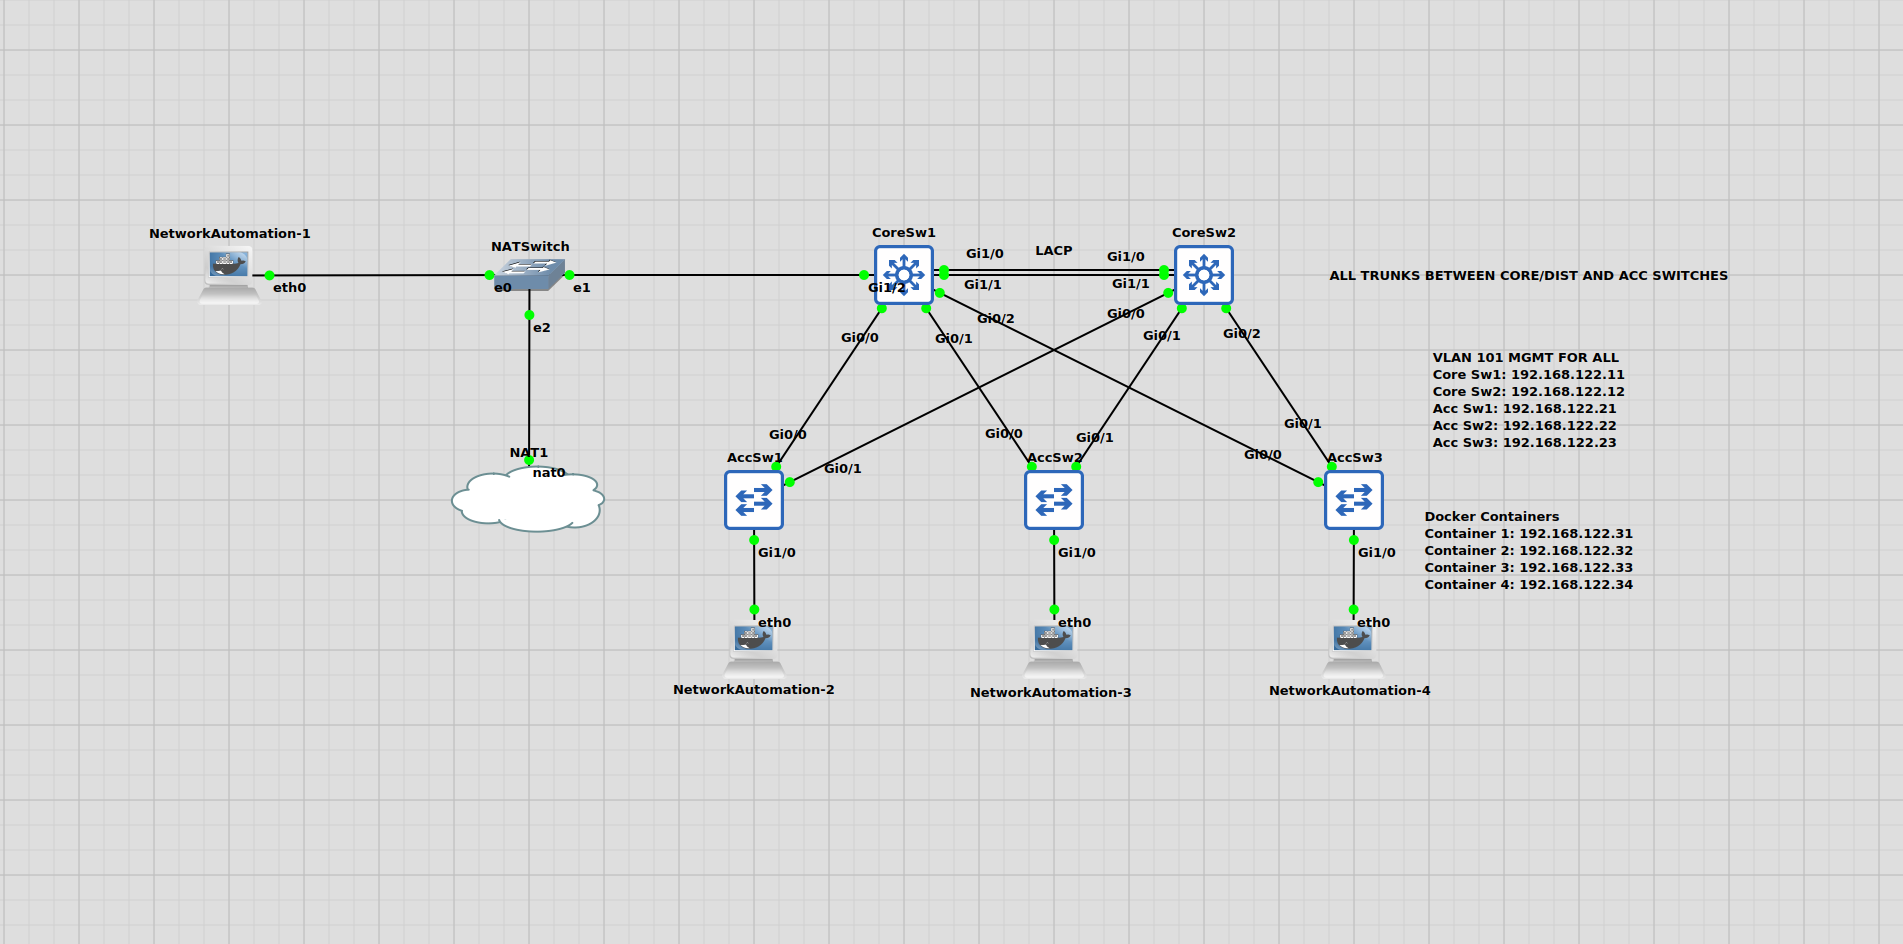 NetworkAutomation-1
eth0
NATSwitch
e0
e1
e2
NAT1
nat0
CoreSw1
Gi1/2
Gi1/0
LACP
Gi1/0
CoreSw2
Gi1/1
Gi1/1
Gi0/0
Gi0/1
Gi0/2
Gi0/0
Gi0/1
Gi0/2
Gi0/0
AccSw1
Gi0/1
Gi0/0
Gi0/1
AccSw2
Gi0/0
Gi0/1
AccSw3
Gi1/0
eth0
NetworkAutomation-2
Gi1/0
eth0
NetworkAutomation-3
Gi1/0
eth0
NetworkAutomation-4
ALL TRUNKS BETWEEN CORE/DIST AND ACC SWITCHES
VLAN 101 MGMT FOR ALL
Core Sw1: 192.168.122.11
Core Sw2: 192.168.122.12
Acc Sw1: 192.168.122.21
Acc Sw2: 192.168.122.22
Acc Sw3: 192.168.122.23
Docker Containers
Container 1: 192.168.122.31
Container 2: 192.168.122.32
Container 3: 192.168.122.33
Container 4: 192.168.122.34